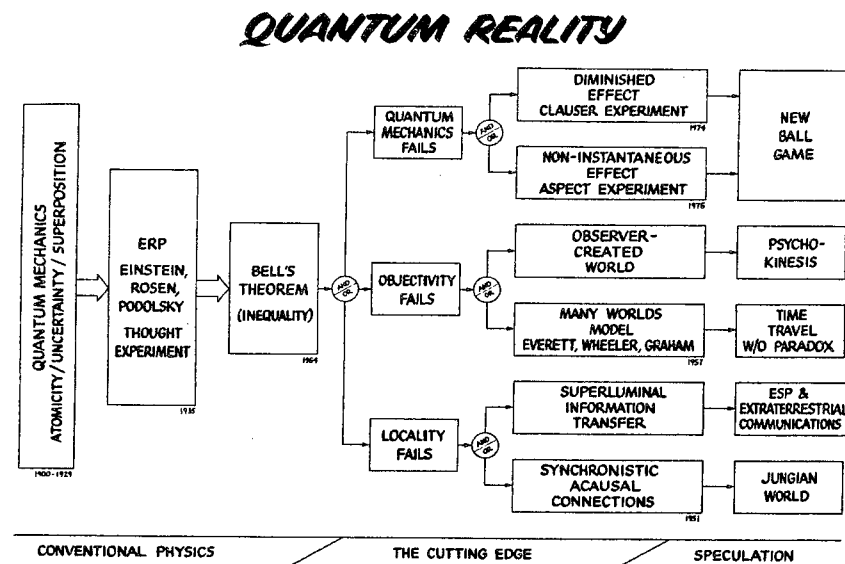 QUANTUM REALITY
QUANTUM MECHANICS
ATOMICITY/UNCERTAINTY/SUPERPOSITION
1900-1929
ERP
EINSTEIN,
ROSEN,
PODOLSKY
THOUGHT
EXPERIMENT
1935
BELL'S
THEOREM
(INEQUALITY)
1964
AND
OR
QUANTUM
MECHANICS
FAILS
AND
OR
DIMINISHED
EFFECT
CLAUSER EXPERIMENT
1974
NON-INSTANTANEOUS
EFFECT
ASPECT EXPERIMENT
1976
NEW
BALL
GAME
OBJECTIVITY
FAILS
AND
OR
OBSERVER-
CREATED
WORLD
PSYCHO-
KINESIS
MANY WORLDS
MODEL
EVERETT, WHEELER, GRAHAM
1957
TIME
TRAVEL
W/O PARADOX
LOCALITY
FAILS
AND
OR
SUPERLUMINAL
INFORMATION
TRANSFER
ESP &
EXTRATERRESTRIAL
COMMUNICATIONS
SYNCHRONISTIC
ACAUSAL
CONNECTIONS
1951
JUNGIAN
WORLD
CONVENTIONAL PHYSICS
THE CUTTING EDGE
SPECULATION